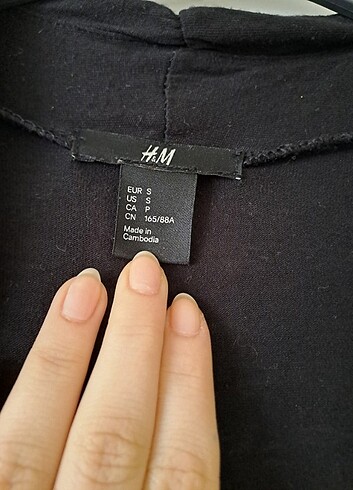 H&M
EUR S
US S
CA P
CN 165/88A
Made in
Cambodia